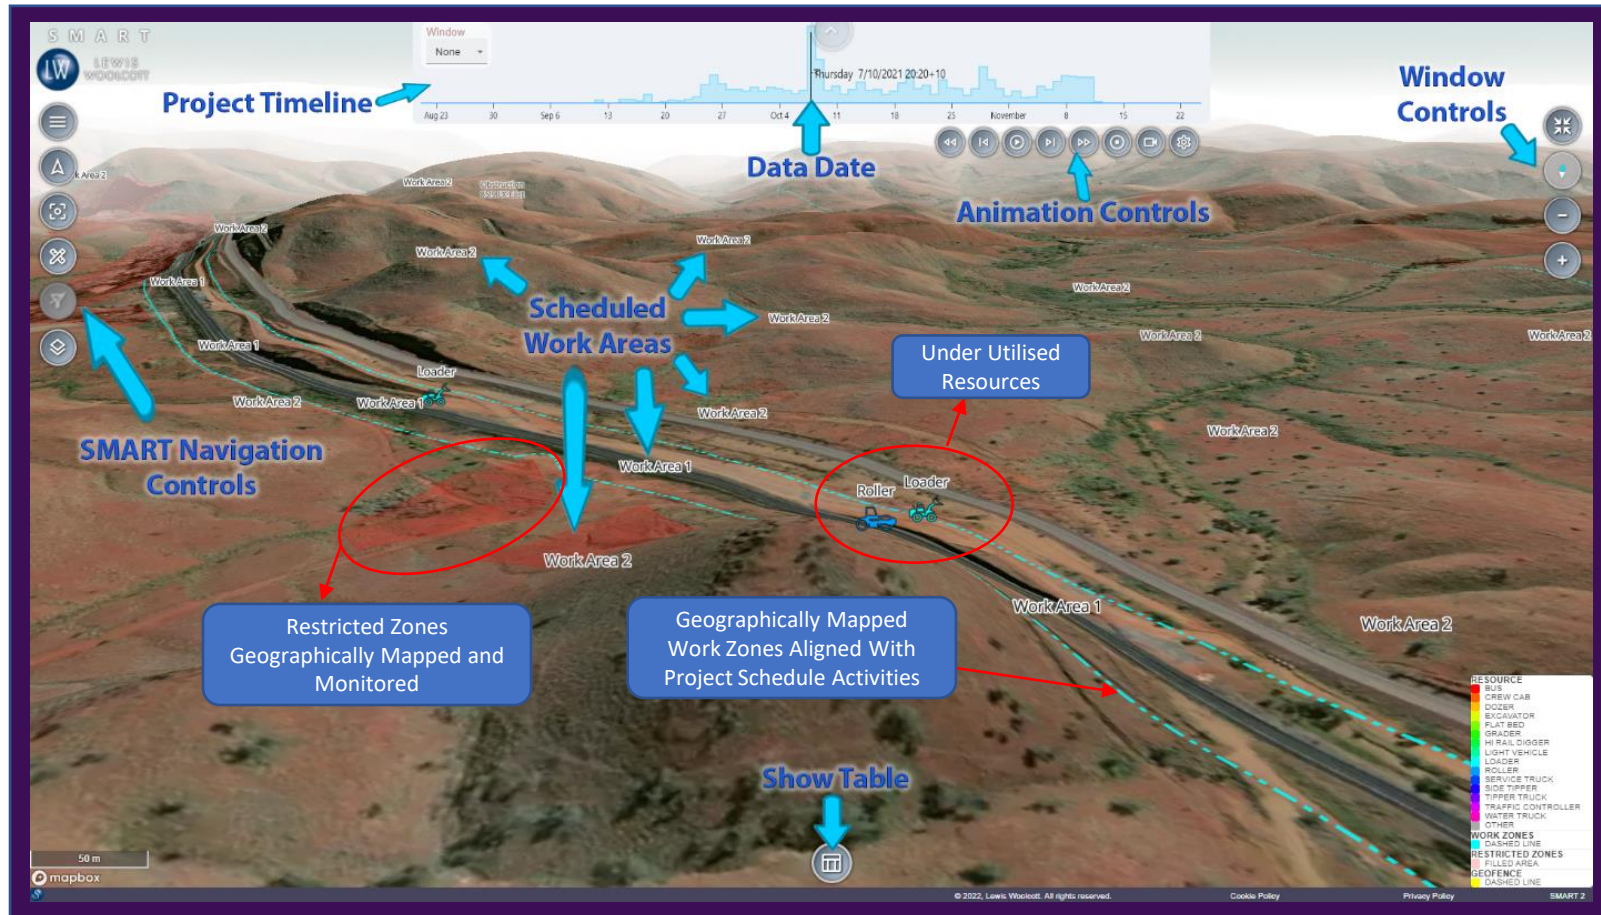 S M A R T
LW
LEWIS
WOOLCOTT
Window
None
Thursday 7/10/2021 20:20+10
Aug 23 30 Sep 6 13 20 27 Oct 4 11 18 25 November 8 15 22
Project Timeline
Data Date
Animation Controls
Window
Controls
k Area 2
Work Area 2
Obstruction
Work Area 2
Work Area 2
Work Area 2
Work Area 1
Work Area 2
Scheduled
Work Areas
Work Area 2
Work Area 2
Work Area 2
Work Area 1
Under Utilised
Resources
Loader
Work Area 2
Work Area 1
Work Area 2
Work Area 2
SMART Navigation
Controls
Work Area 1
Roller
Loader
Work Area 2
Work Area 1
Work Area 2
Restricted Zones
Geographically Mapped and
Monitored
Geographically Mapped
Work Zones Aligned With
Project Schedule Activities
Show Table
RESOURCE
BUS
CREW CAB
DOZER
EXCAVATOR
FLAT BED
GRADER
HI RAIL DIGGER
LIGHT VEHICLE
LOADER
ROLLER
SERVICE TRUCK
SIDE TIPPER
TIPPER TRUCK
TRAFFIC CONTROLLER
WATER TRUCK
OTHER
WORK ZONES
DASHED LINE
RESTRICTED ZONES
FILLED AREA
GEOFENCE
DASHED LINE
50 m
mapbox
© 2022, Lewis Woolcott. All rights reserved. Cookie Policy Privacy Policy SMART 2